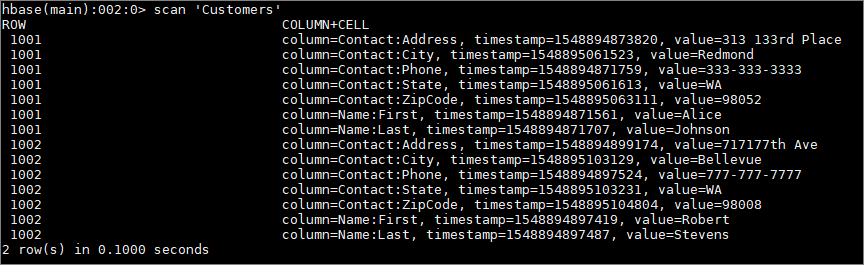 hbase(main):002:0> scan 'Customers'
ROW COLUMN+CELL
1001 column=Contact:Address, timestamp=1548894873820, value=313 133rd Place
1001 column=Contact:City, timestamp=1548895061523, value=Redmond
1001 column=Contact:Phone, timestamp=1548894871759, value=333-333-3333
1001 column=Contact:State, timestamp=1548895061613, value=WA
1001 column=Contact:ZipCode, timestamp=1548895063111, value=98052
1001 column=Name:First, timestamp=1548894871561, value=Alice
1001 column=Name:Last, timestamp=1548894871707, value=Johnson
1002 column=Contact:Address, timestamp=1548894899174, value=717177th Ave
1002 column=Contact:City, timestamp=1548895103129, value=Bellevue
1002 column=Contact:Phone, timestamp=1548894897524, value=777-777-7777
1002 column=Contact:State, timestamp=1548895103231, value=WA
1002 column=Contact:ZipCode, timestamp=1548895104804, value=98008
1002 column=Name:First, timestamp=1548894897419, value=Robert
1002 column=Name:Last, timestamp=1548894897487, value=Stevens
2 row(s) in 0.1000 seconds